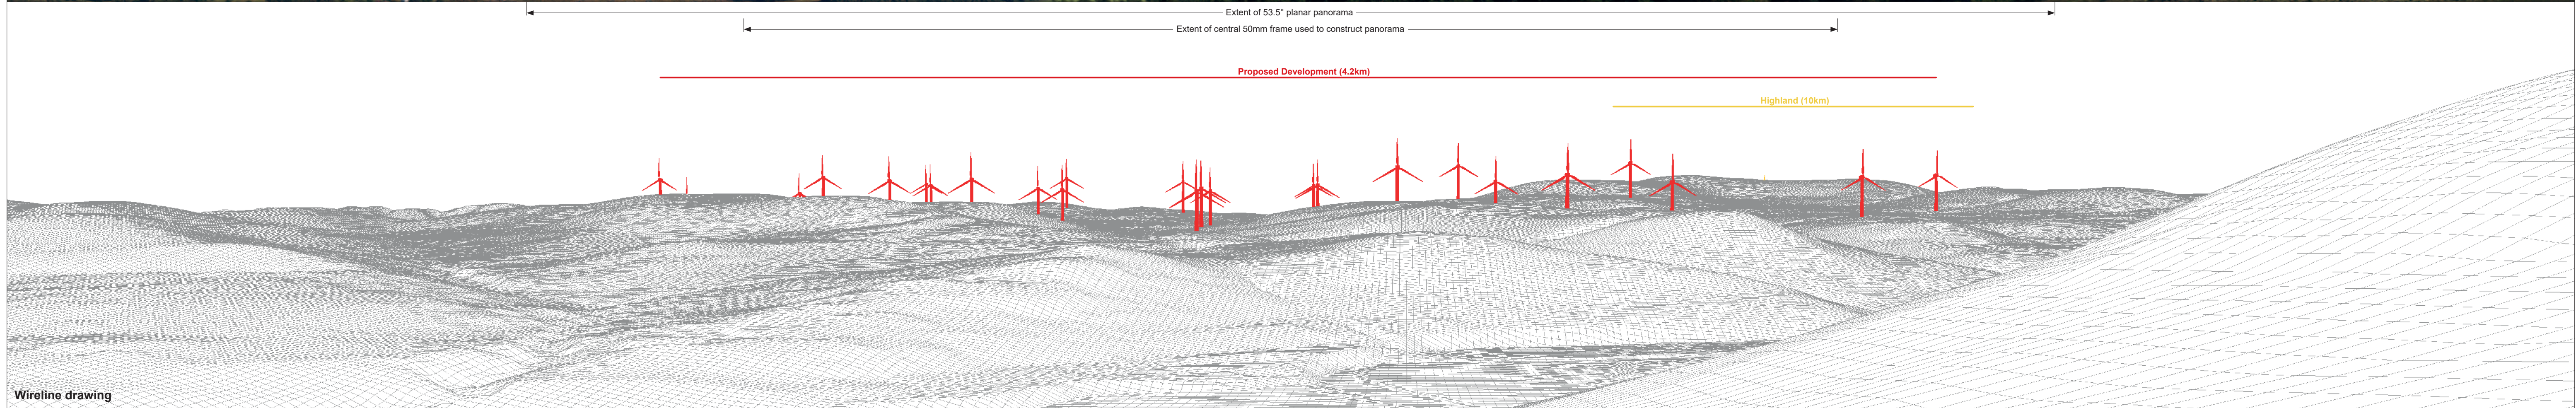 Extent of 53.5° planar panorama
Extent of central 50mm frame used to construct panorama
Proposed Development (4.2km)
Highland (10km)
Wireline drawing